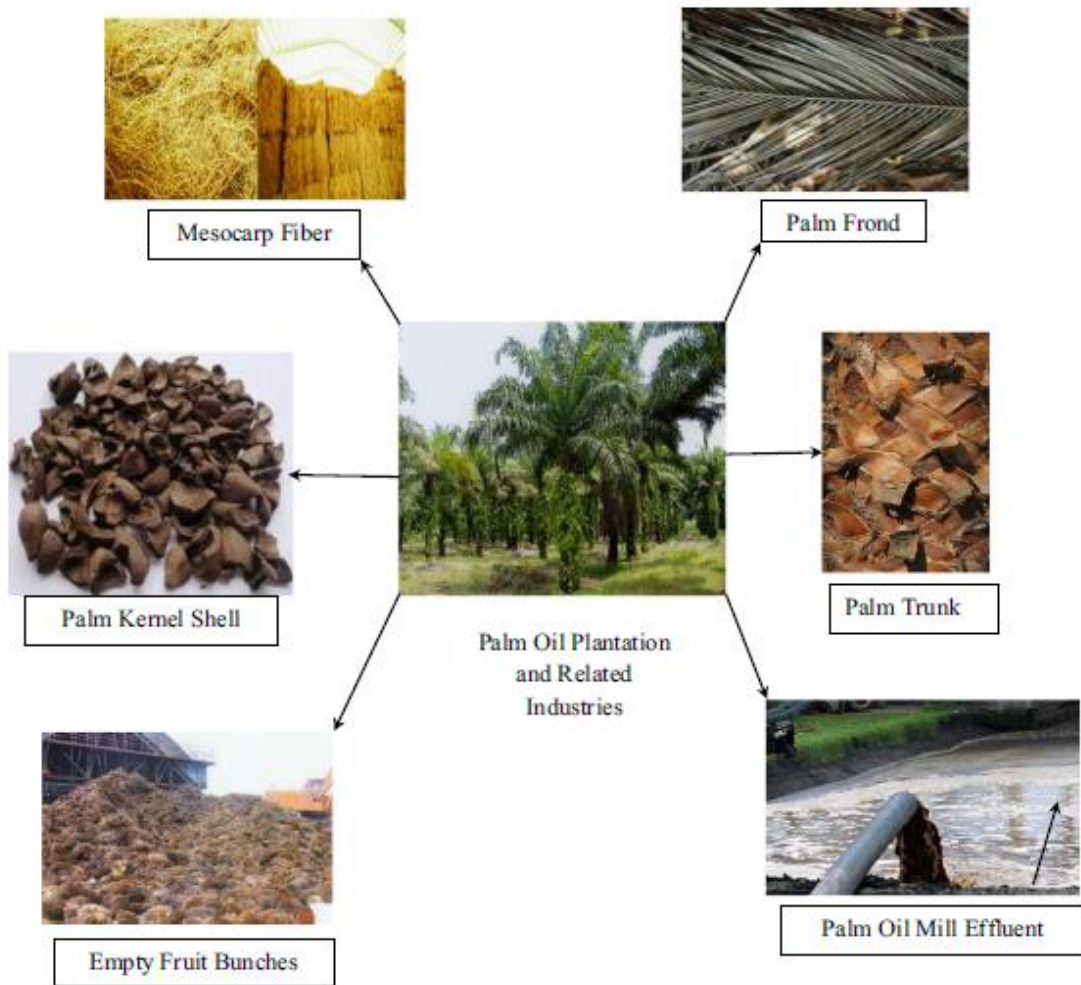 Mesocarp Fiber
Palm Frond
Palm Kernel Shell
Palm Trunk
Palm Oil Plantation
and Related
Industries
Empty Fruit Bunches
Palm Oil Mill Effluent